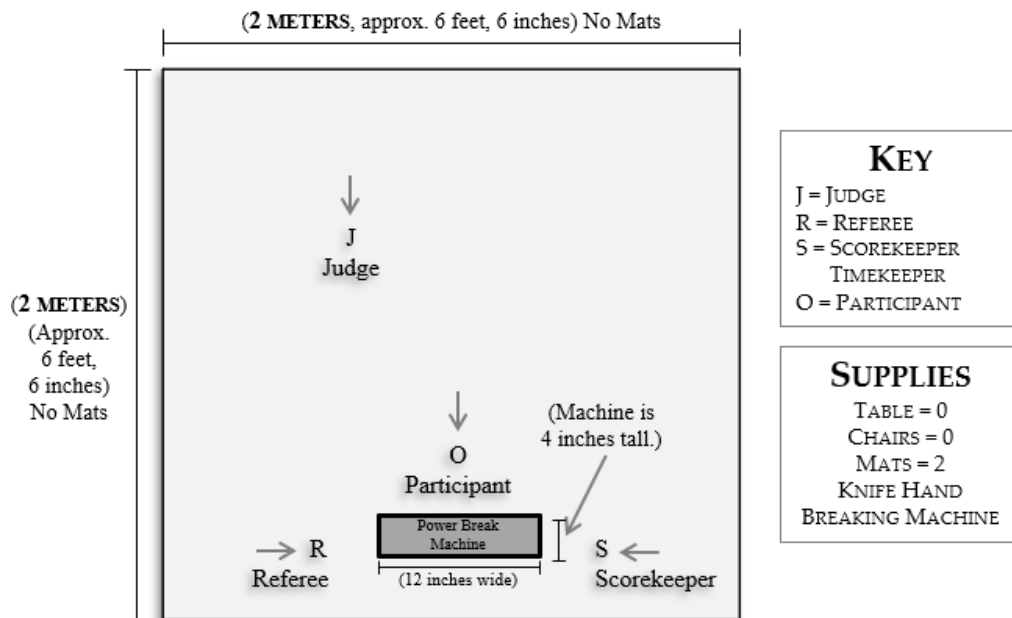 (2 METERS, approx. 6 feet, 6 inches) No Mats
J
Judge
(2 METERS)
(Approx.
6 feet,
6 inches)
No Mats
(Machine is
4 inches tall.)
O
Participant
Power Break
Machine
R
Referee
(12 inches wide)
S
Scorekeeper
KEY
J = JUDGE
R = REFEREE
S = SCOREKEEPER
TIMEKEEPER
O = PARTICIPANT
SUPPLIES
TABLE = 0
CHAIRS = 0
MATS = 2
KNIFE HAND
BREAKING MACHINE